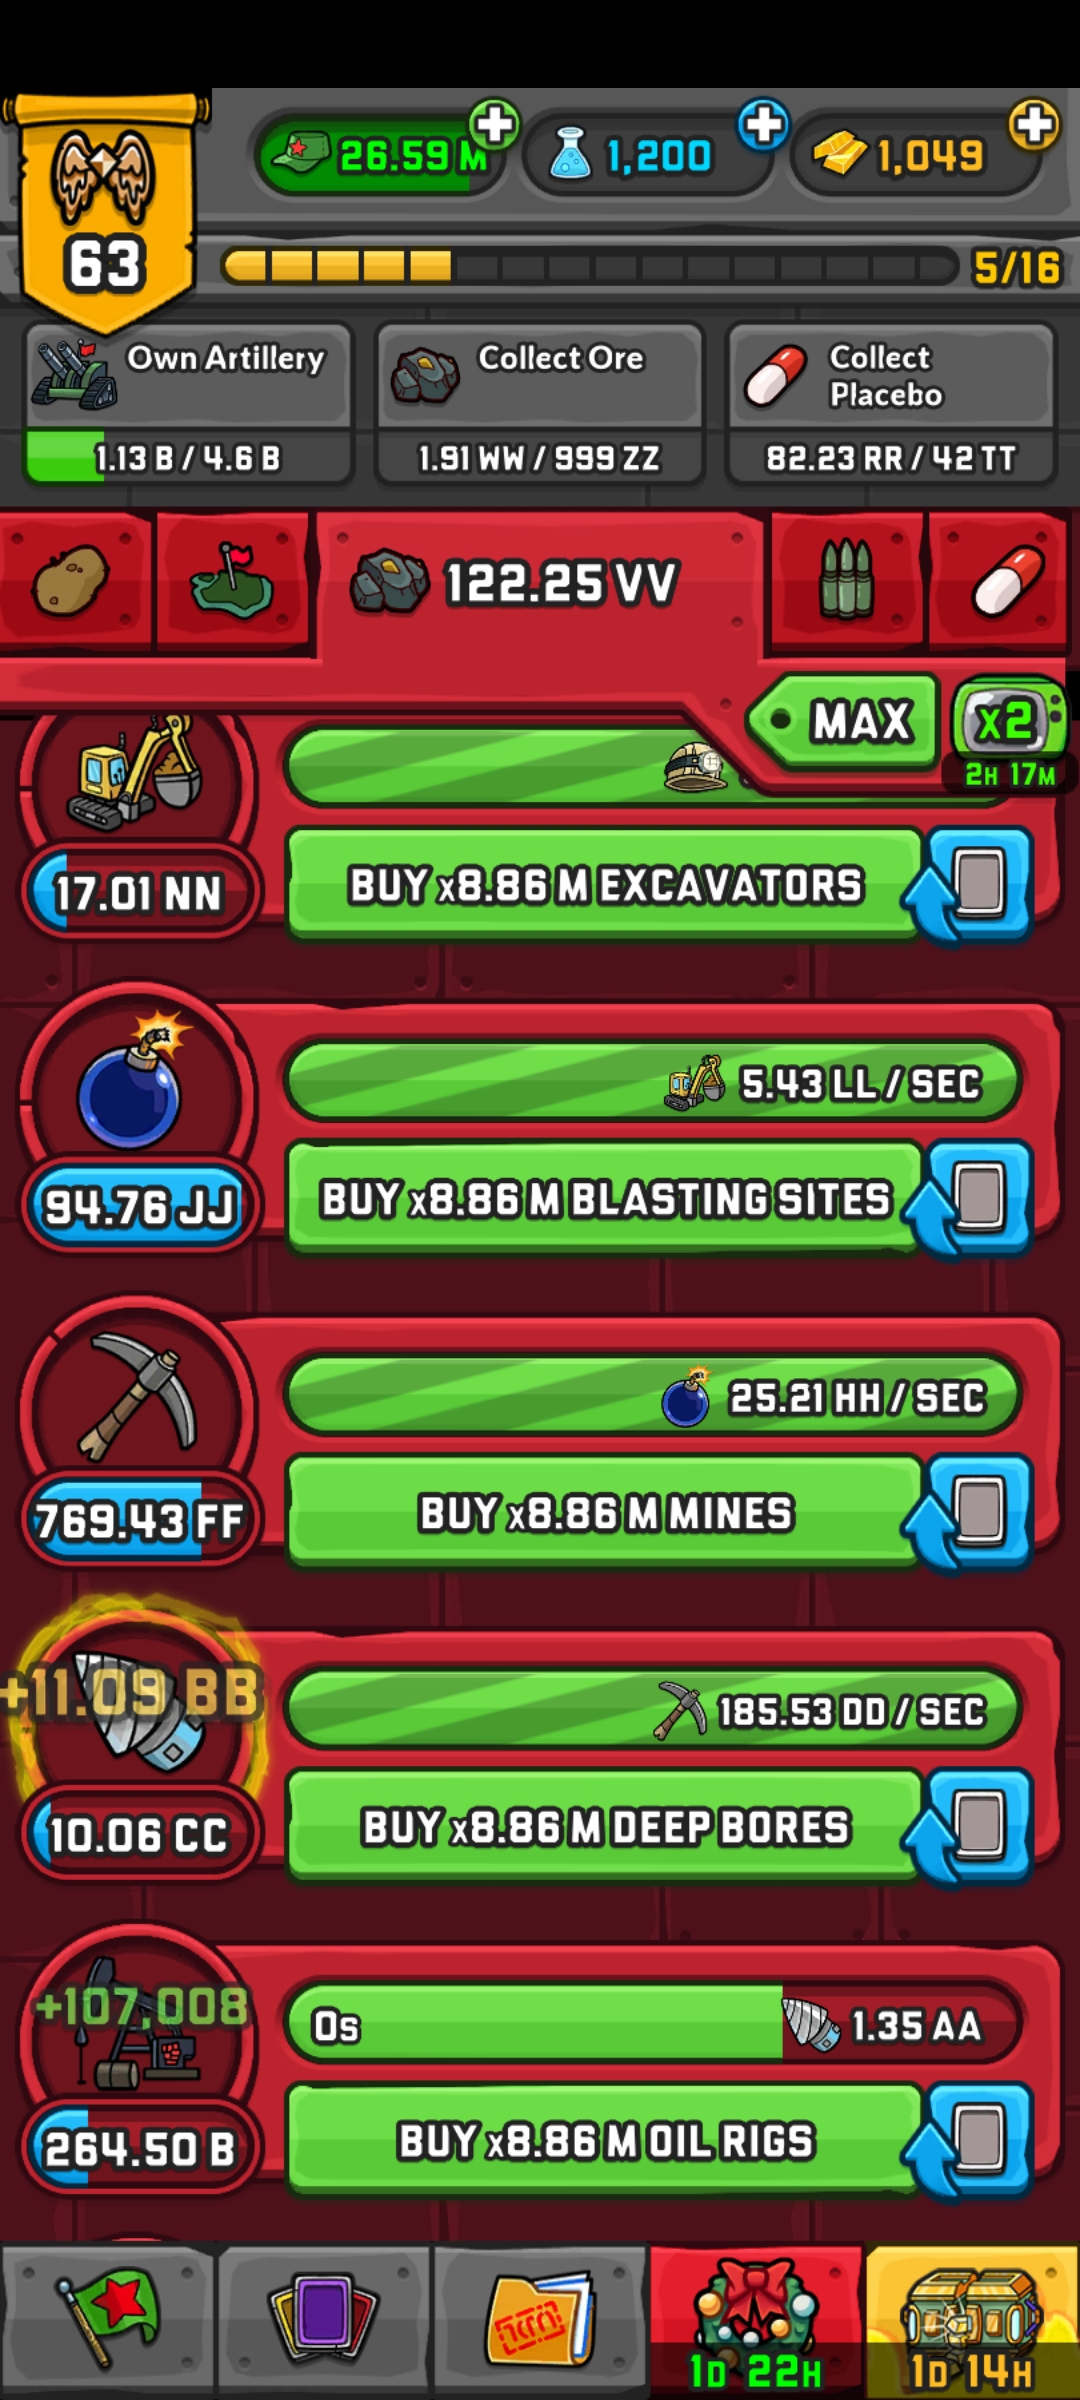 26.59 M
1,200
1,049
63
5/16
Own Artillery
1.13 B / 4.6 B
Collect Ore
1.91 WW / 999 ZZ
Collect
Placebo
82.23 RR / 42 TT
122.25 VV
MAX
x2
2H 17M
17.01 NN
BUY x8.86 M EXCAVATORS
5.43 LL / SEC
94.76 JJ
BUY x8.86 M BLASTING SITES
25.21 HH / SEC
769.43 FF
BUY x8.86 M MINES
+11.09 BB
185.53 DD / SEC
10.06 CC
BUY x8.86 M DEEP BORES
+107,008
0s
1.35 AA
264.50 B
BUY x8.86 M OIL RIGS
1D 22H
1D 14H